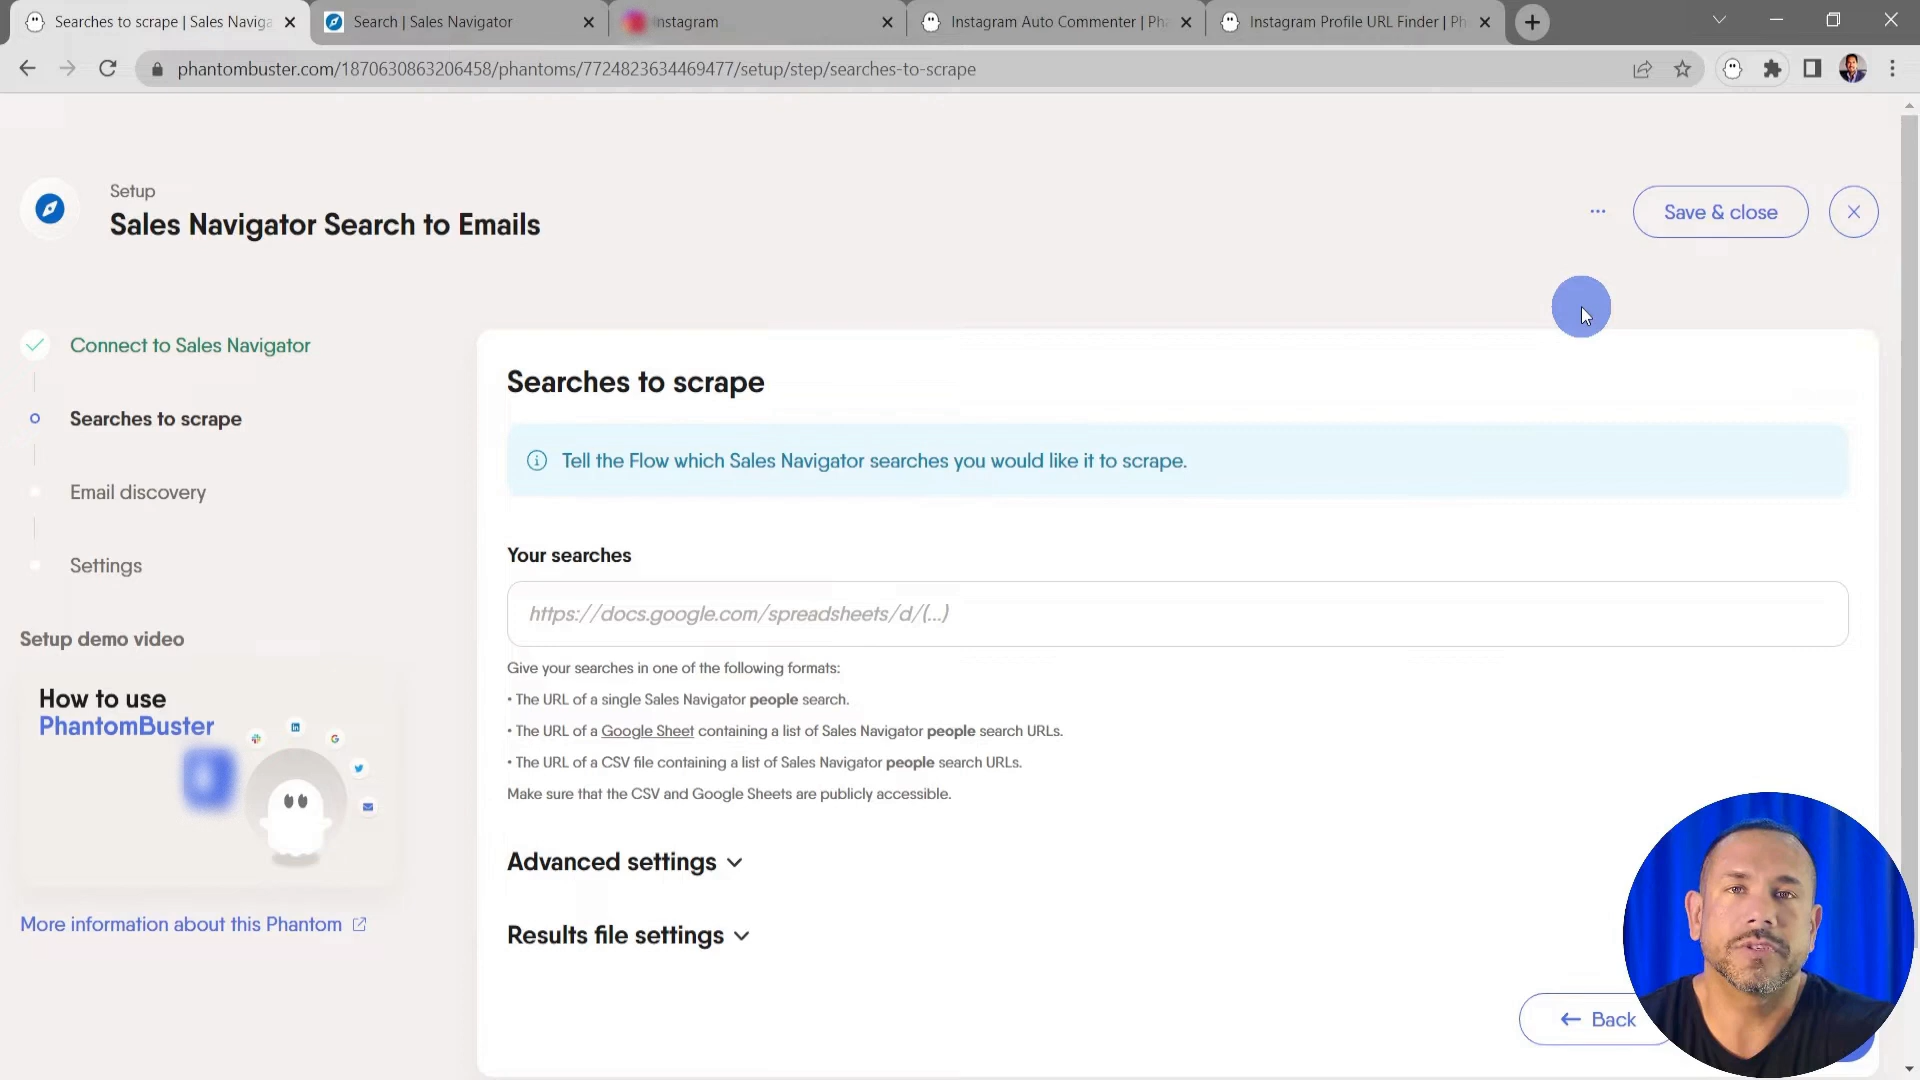 Searches to scrape | Sales Naviga
Search | Sales Navigator
Instagram
Instagram Auto Commenter | Pha
Instagram Profile URL Finder | Ph
phantombuster.com/1870630863206458/phantoms/7724823634469477/setup/step/searches-to-scrape
Setup
Sales Navigator Search to Emails
Save & close
Connect to Sales Navigator
Searches to scrape
Email discovery
Settings
Setup demo video
How to use
PhantomBuster
More information about this Phantom
Searches to scrape
Tell the Flow which Sales Navigator searches you would like it to scrape.
Your searches
https://docs.google.com/spreadsheets/d/(...)
Give your searches in one of the following formats:
• The URL of a single Sales Navigator people search.
• The URL of a Google Sheet containing a list of Sales Navigator people search URLs.
• The URL of a CSV file containing a list of Sales Navigator people search URLs.
Make sure that the CSV and Google Sheets are publicly accessible.
Advanced settings
Results file settings
← Back